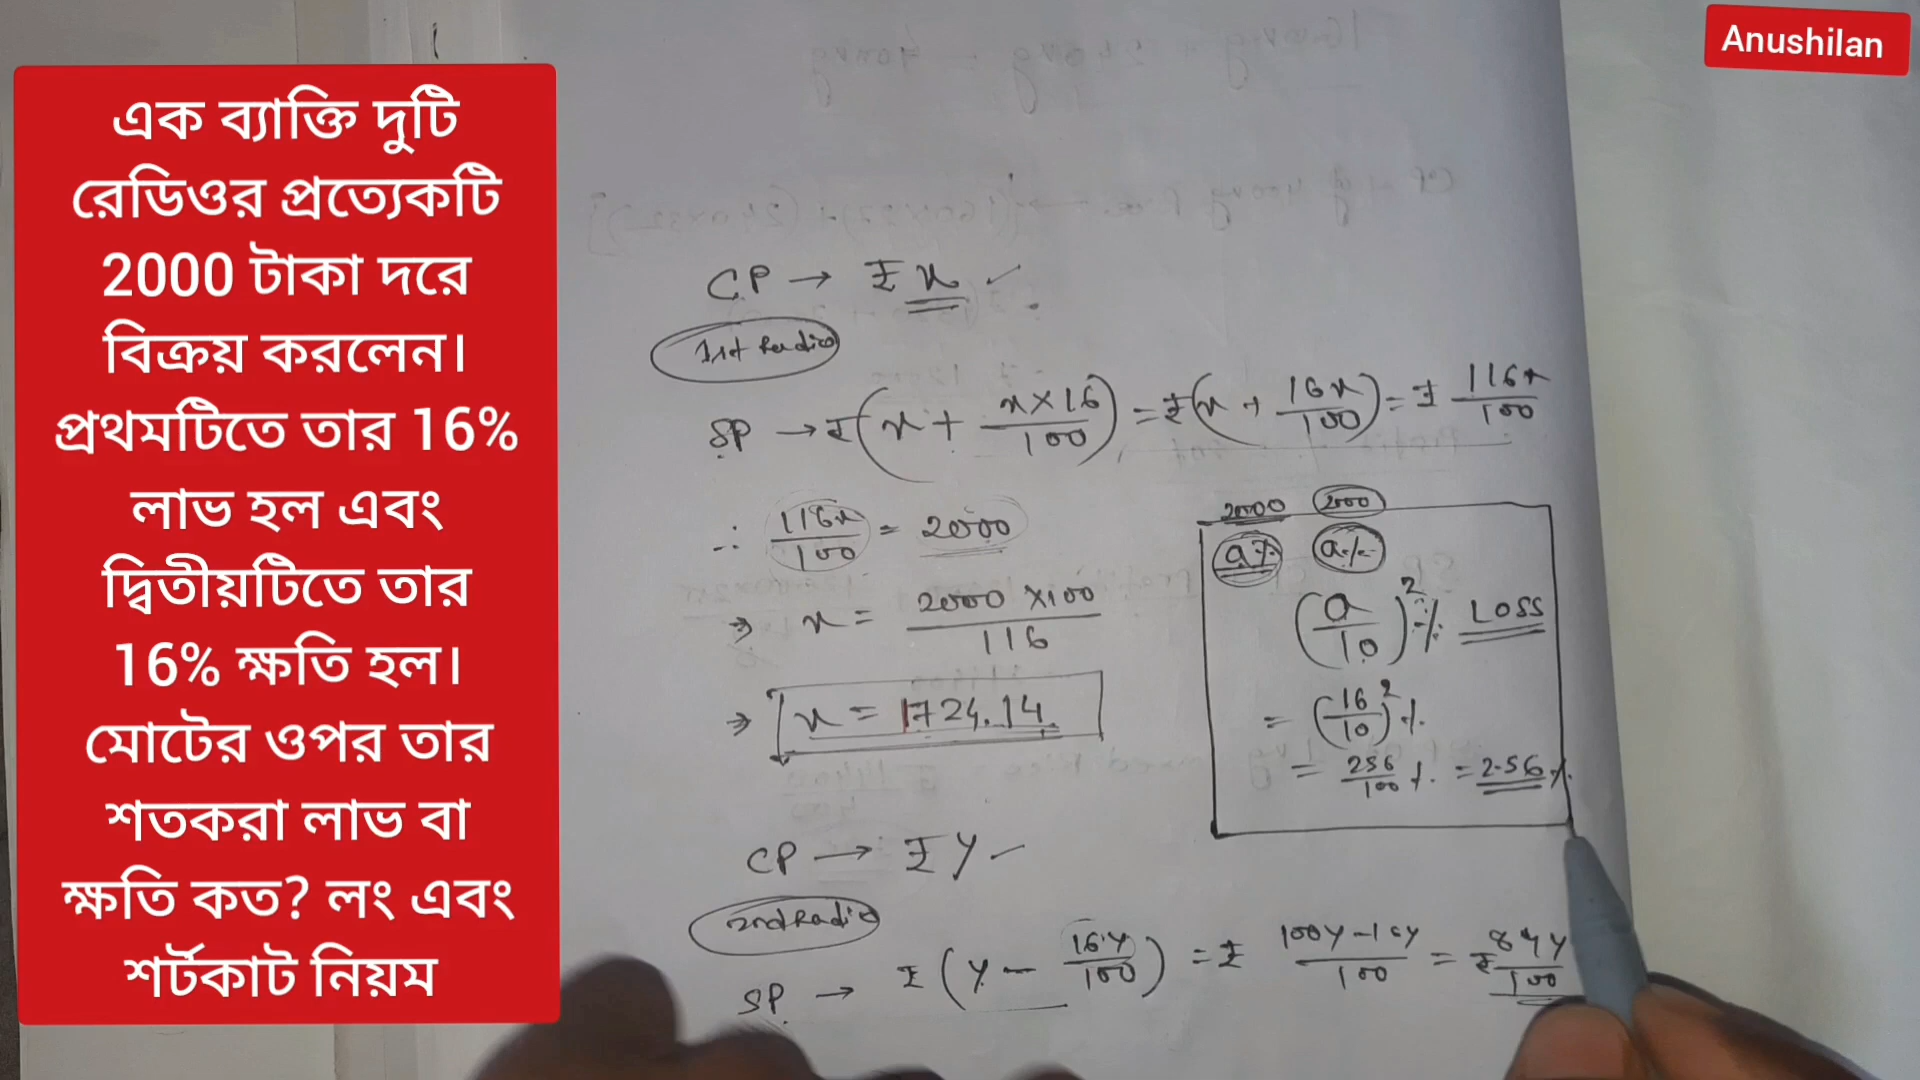 Anushilan
এক ব্যাক্তি দুটি
রেডিওর প্রত্যেকটি
2000 টাকা দরে
বিক্রয় করলেন।
প্রথমটিতে তার 16%
লাভ হল এবং
দ্বিতীয়টিতে তার
16% ক্ষতি হল।
মোটের ওপর তার
শতকরা লাভ বা
ক্ষতি কত? লং এবং
শর্টকাট নিয়ম
CP → ₹ x ✓
1st Radio
SP → ₹(x + x×16/100) = ₹(x + 16x/100) = ₹ 116x/100
∴ 116x/100 = 2000
⇒ x = 2000 ×100/116
⇒ x = 1724.14
2000 2000
a% a%
(a/10)²% LOSS
= (16/10)²%
= 256/100 % = 2.56%
CP → ₹ y
2nd Radio
SP → ₹ (y − 16y/100) = ₹ 100y−16y/100 = ₹ 84y/100